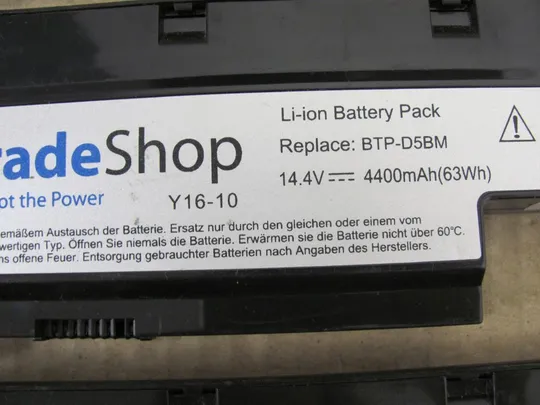 Li-ion Battery Pack
radeShop
Replace: BTP-D5BM
ot the Power
Y16-10
14.4V ⎓ 4400mAh(63Wh)
gemäßem Austausch der Batterie. Ersatz nur durch den gleichen oder einem vom
wertigen Typ. Öffnen Sie niemals die Batterie. Erwärmen sie die Batterie nicht über 60°C.
ns offene Feuer. Entsorgung gebrauchter Batterien nach Angaben des Herstellers.